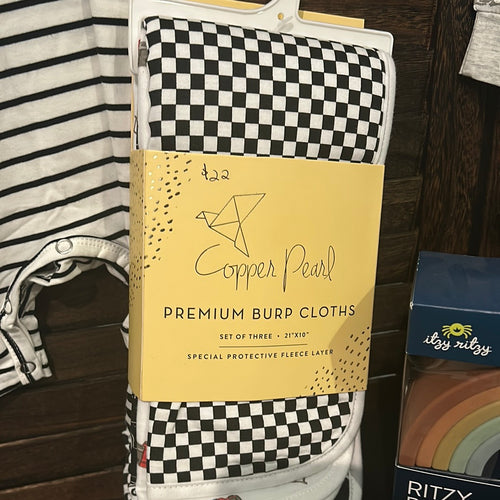 $22
Copper Pearl
PREMIUM BURP CLOTHS
SET OF THREE • 21"X10"
SPECIAL PROTECTIVE FLEECE LAYER
itzy ritzy
RITZY